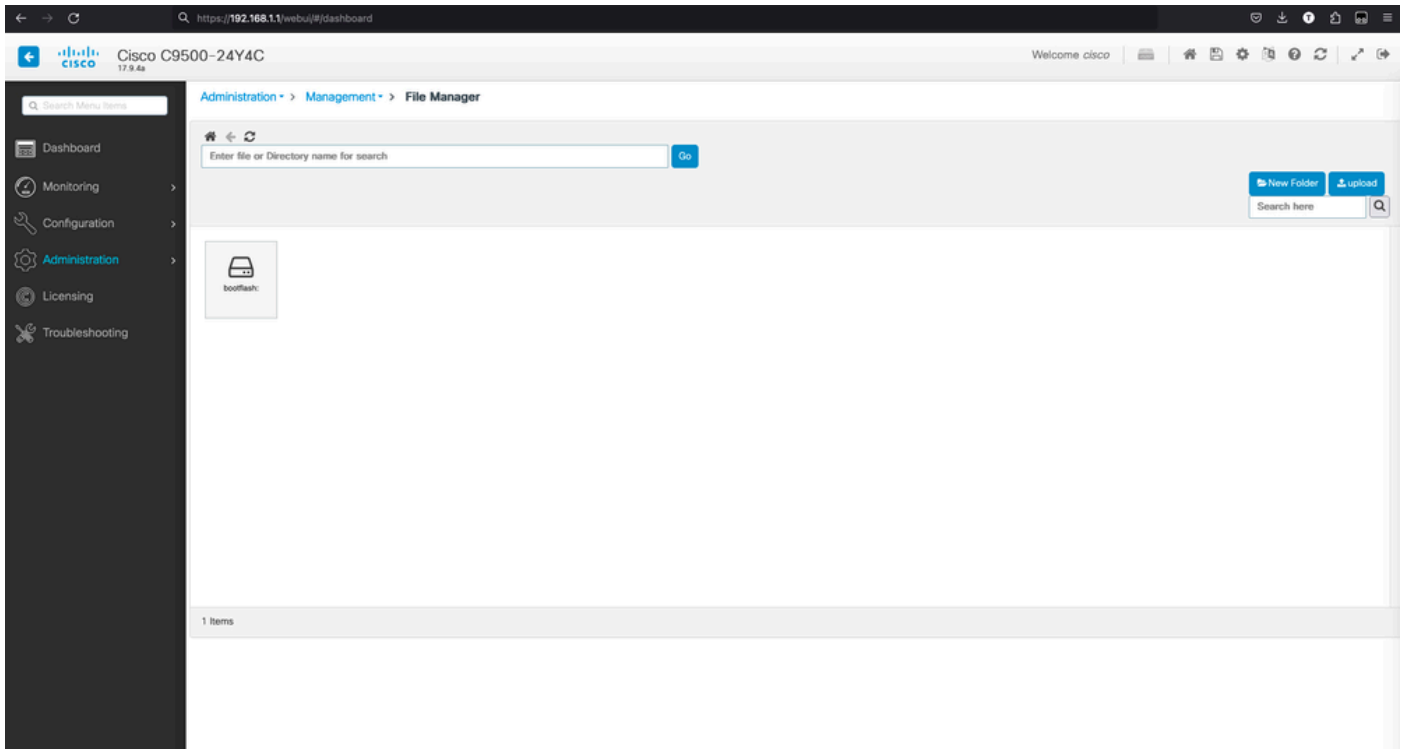 https://192.168.1.1/webui/#/dashboard
cisco
Cisco C9500-24Y4C
17.9.4a
Welcome cisco
Search Menu Items
Dashboard
Monitoring
Configuration
Administration
Licensing
Troubleshooting
Administration > Management > File Manager
Enter file or Directory name for search
Go
New Folder
upload
Search here
bootflash:
1 Items